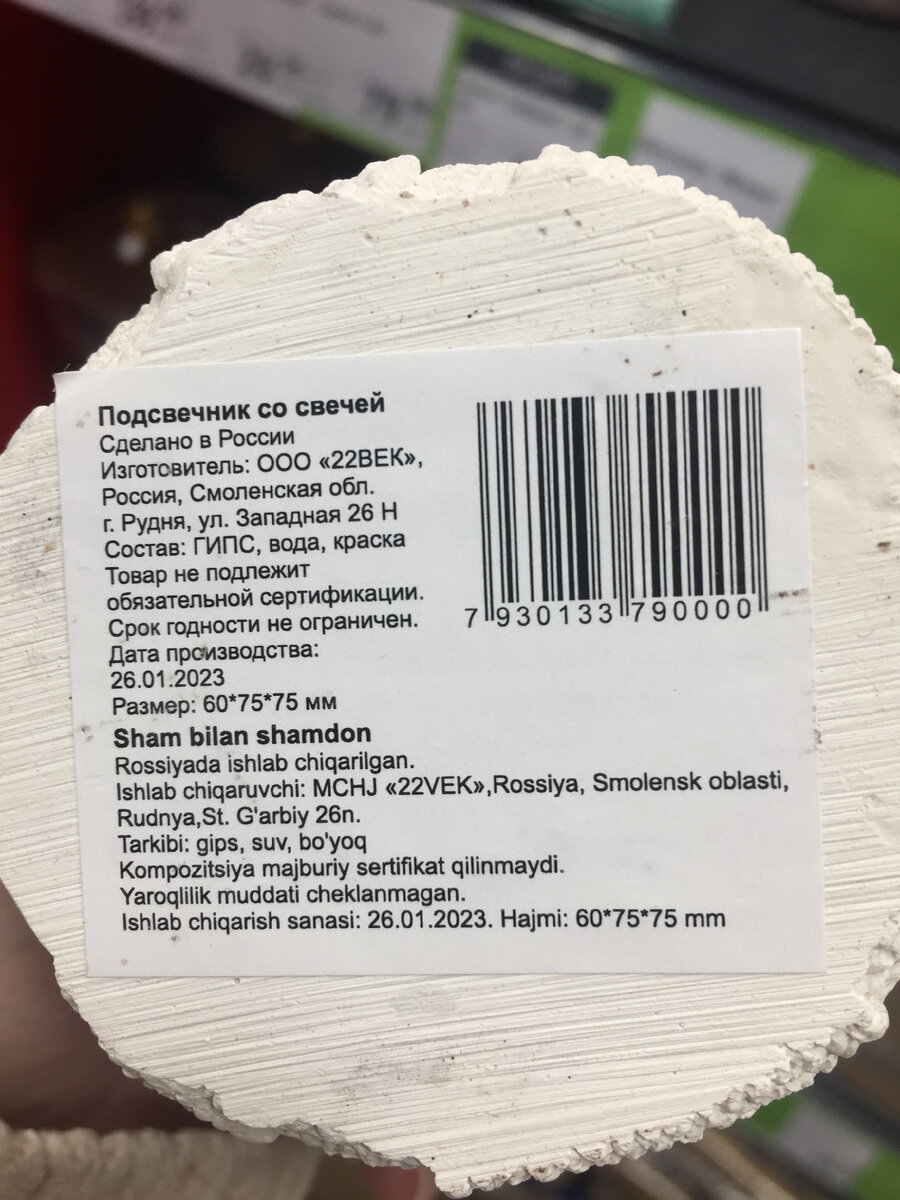 Подсвечник со свечей
Сделано в России
Изготовитель: ООО «22ВЕК»,
Россия, Смоленская обл.
г. Рудня, ул. Западная 26 Н
Состав: ГИПС, вода, краска
Товар не подлежит
обязательной сертификации.
Срок годности не ограничен.
Дата производства:
26.01.2023
Размер: 60*75*75 мм
7 930133 790000
Sham bilan shamdon
Rossiyada ishlab chiqarilgan.
Ishlab chiqaruvchi: MCHJ «22VEK»,Rossiya, Smolensk oblasti,
Rudnya,St. G'arbiy 26n.
Tarkibi: gips, suv, bo'yoq
Kompozitsiya majburiy sertifikat qilinmaydi.
Yaroqlilik muddati cheklanmagan.
Ishlab chiqarish sanasi: 26.01.2023. Hajmi: 60*75*75 mm